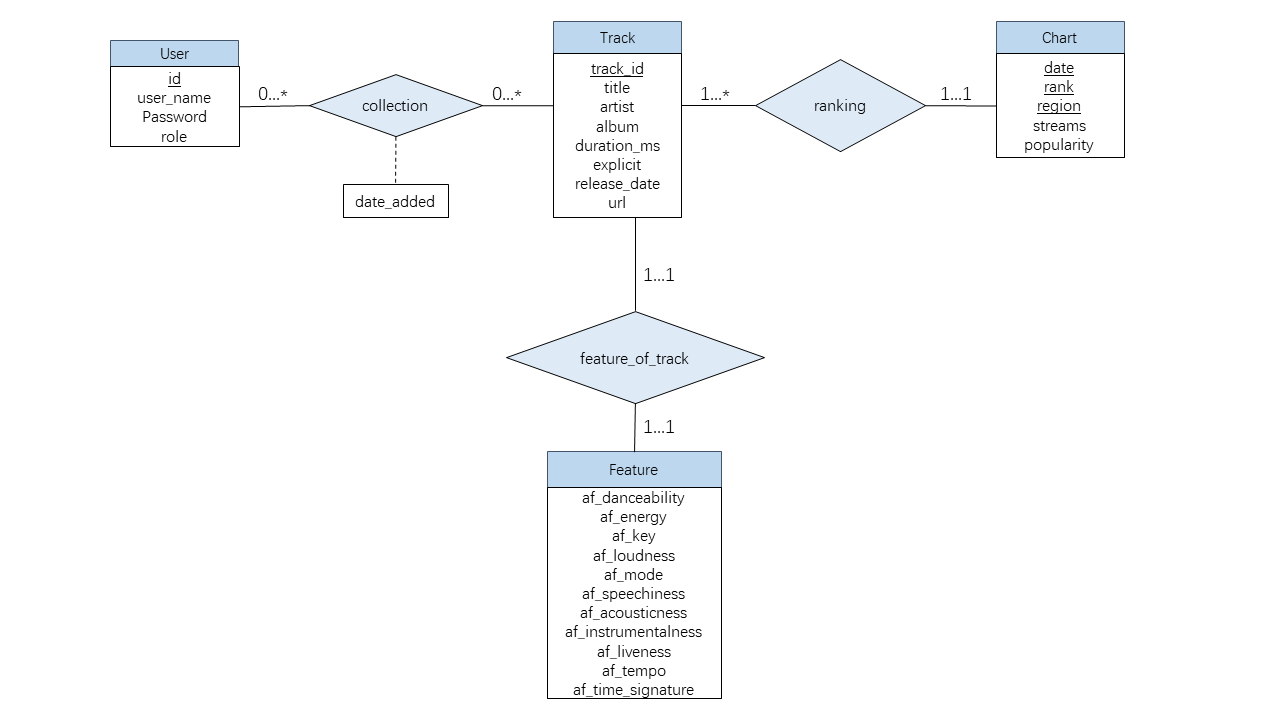 User
id
user_name
Password
role
0...*
collection
0...*
date_added
Track
track_id
title
artist
album
duration_ms
explicit
release_date
url
1...*
ranking
1...1
Chart
date
rank
region
streams
popularity
1...1
feature_of_track
1...1
Feature
af_danceability
af_energy
af_key
af_loudness
af_mode
af_speechiness
af_acousticness
af_instrumentalness
af_liveness
af_tempo
af_time_signature